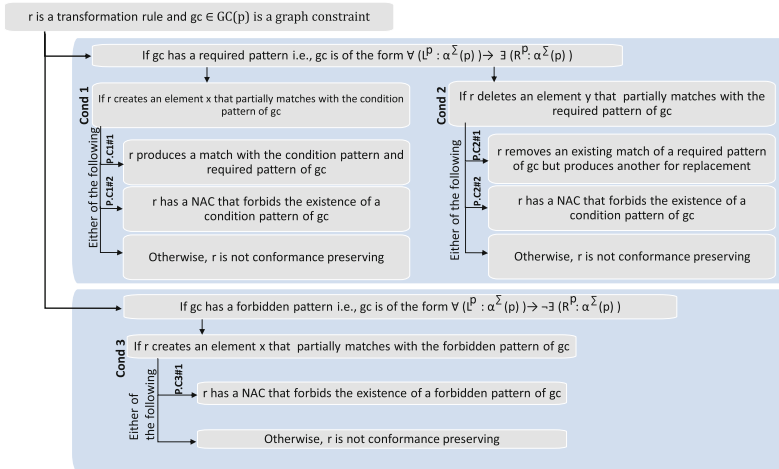 r is a transformation rule and gc ∈ GC(p) is a graph constraint
If gc has a required pattern i.e., gc is of the form ∀ (L^p : α^Σ(p) )→ ∃ (R^p: α^Σ(p) )
Cond 1
If r creates an element x that partially matches with the condition
pattern of gc
Either of the following
P.C1#1
r produces a match with the condition pattern and
required pattern of gc
P.C1#2
r has a NAC that forbids the existence of a
condition pattern of gc
Otherwise, r is not conformance preserving
Cond 2
If r deletes an element y that partially matches with the
required pattern of gc
Either of the following
P.C2#1
r removes an existing match of a required pattern
of gc but produces another for replacement
P.C2#2
r has a NAC that forbids the existence of a
condition pattern of gc
Otherwise, r is not conformance preserving
If gc has a forbidden pattern i.e., gc is of the form ∀ (L^p : α^Σ(p) )→ ¬∃ (R^p: α^Σ(p) )
Cond 3
If r creates an element x that partially matches with the forbidden pattern of gc
Either of
the following
P.C3#1
r has a NAC that forbids the existence of a forbidden pattern of gc
Otherwise, r is not conformance preserving